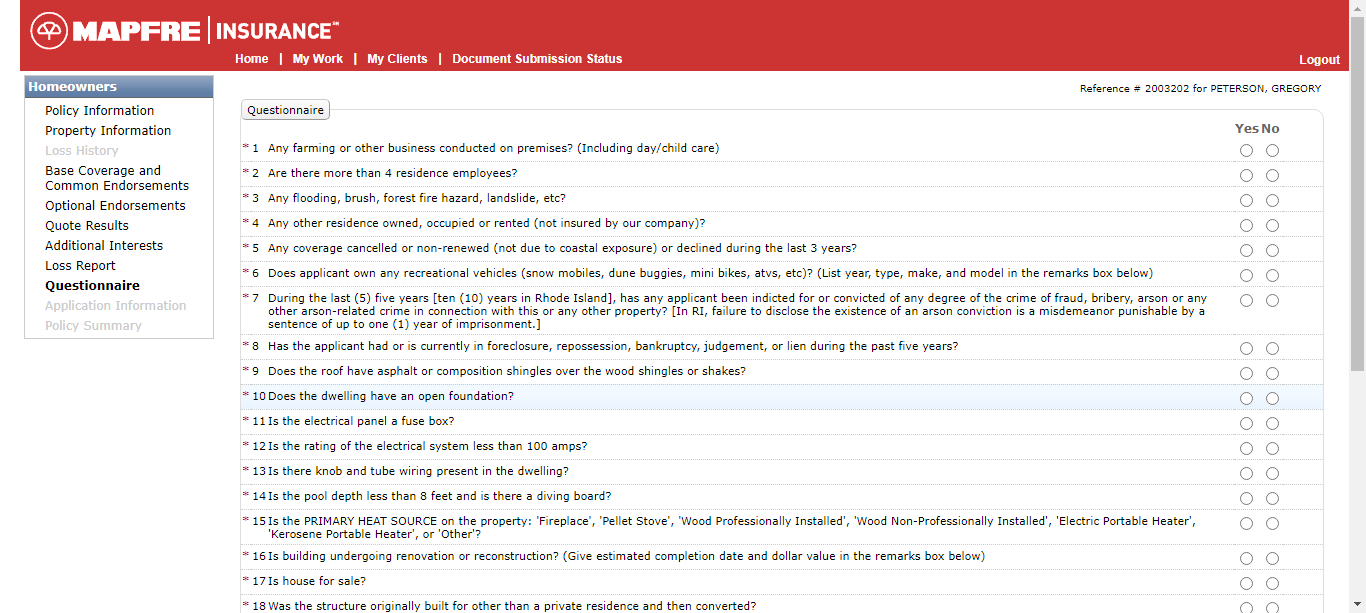 MAPFRE | INSURANCE℠
Home | My Work | My Clients | Document Submission Status
Logout
Homeowners
Policy Information
Property Information
Loss History
Base Coverage and
Common Endorsements
Optional Endorsements
Quote Results
Additional Interests
Loss Report
Questionnaire
Application Information
Policy Summary
Reference # 2003202 for PETERSON, GREGORY
Questionnaire
Yes No
* 1 Any farming or other business conducted on premises? (Including day/child care)
* 2 Are there more than 4 residence employees?
* 3 Any flooding, brush, forest fire hazard, landslide, etc?
* 4 Any other residence owned, occupied or rented (not insured by our company)?
* 5 Any coverage cancelled or non-renewed (not due to coastal exposure) or declined during the last 3 years?
* 6 Does applicant own any recreational vehicles (snow mobiles, dune buggies, mini bikes, atvs, etc)? (List year, type, make, and model in the remarks box below)
* 7 During the last (5) five years [ten (10) years in Rhode Island], has any applicant been indicted for or convicted of any degree of the crime of fraud, bribery, arson or any
other arson-related crime in connection with this or any other property? [In RI, failure to disclose the existence of an arson conviction is a misdemeanor punishable by a
sentence of up to one (1) year of imprisonment.]
* 8 Has the applicant had or is currently in foreclosure, repossession, bankruptcy, judgement, or lien during the past five years?
* 9 Does the roof have asphalt or composition shingles over the wood shingles or shakes?
* 10 Does the dwelling have an open foundation?
* 11 Is the electrical panel a fuse box?
* 12 Is the rating of the electrical system less than 100 amps?
* 13 Is there knob and tube wiring present in the dwelling?
* 14 Is the pool depth less than 8 feet and is there a diving board?
* 15 Is the PRIMARY HEAT SOURCE on the property: 'Fireplace', 'Pellet Stove', 'Wood Professionally Installed', 'Wood Non-Professionally Installed', 'Electric Portable Heater',
'Kerosene Portable Heater', or 'Other'?
* 16 Is building undergoing renovation or reconstruction? (Give estimated completion date and dollar value in the remarks box below)
* 17 Is house for sale?
* 18 Was the structure originally built for other than a private residence and then converted?